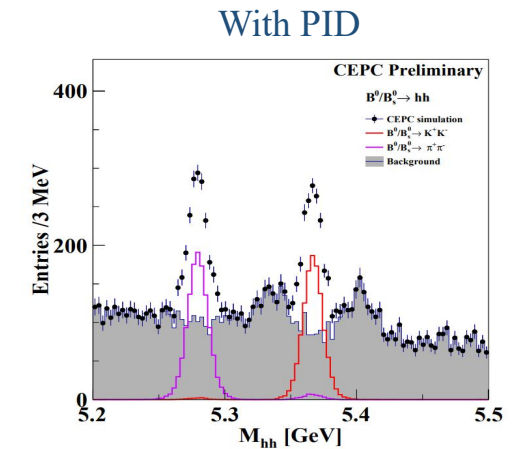 With PID
CEPC Preliminary
B⁰/B⁰ₛ→ hh
CEPC simulation
B⁰/B⁰ₛ→ K⁺K⁻
B⁰/B⁰ₛ→ π⁺π⁻
Background
Entries /3 MeV
400
200
0
5.2 5.3 5.4 5.5
M_hh [GeV]